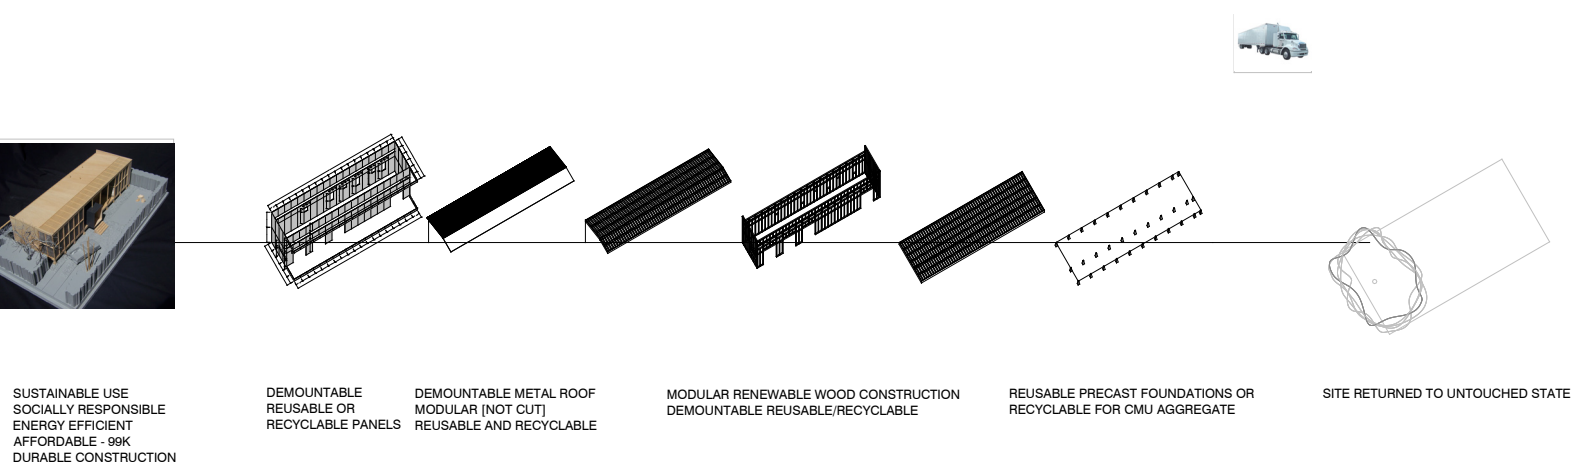 SUSTAINABLE USE
SOCIALLY RESPONSIBLE
ENERGY EFFICIENT
AFFORDABLE - 99K
DURABLE CONSTRUCTION
DEMOUNTABLE
REUSABLE OR
RECYCLABLE PANELS
DEMOUNTABLE METAL ROOF
MODULAR [NOT CUT]
REUSABLE AND RECYCLABLE
MODULAR RENEWABLE WOOD CONSTRUCTION
DEMOUNTABLE REUSABLE/RECYCLABLE
REUSABLE PRECAST FOUNDATIONS OR
RECYCLABLE FOR CMU AGGREGATE
SITE RETURNED TO UNTOUCHED STATE